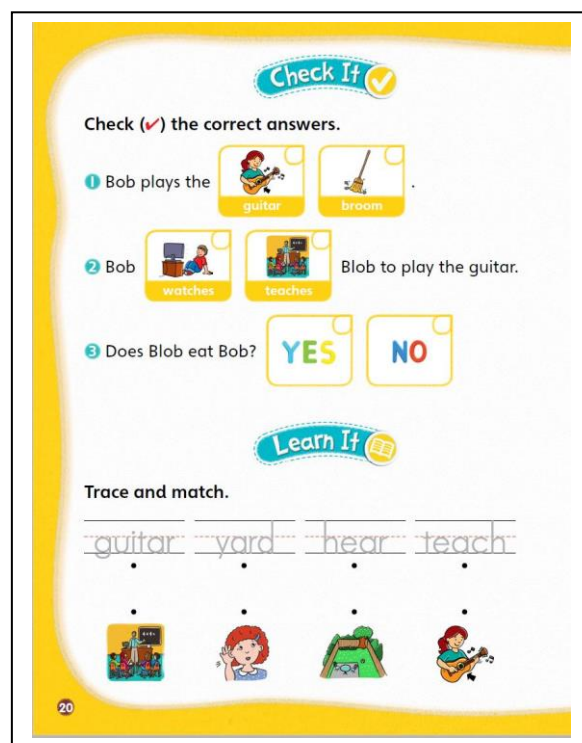 Check It
Check (✔) the correct answers.
1 Bob plays the guitar broom .
2 Bob watches teaches Blob to play the guitar.
3 Does Blob eat Bob? YES NO
Learn It
Trace and match.
guitar yard hear teach
20